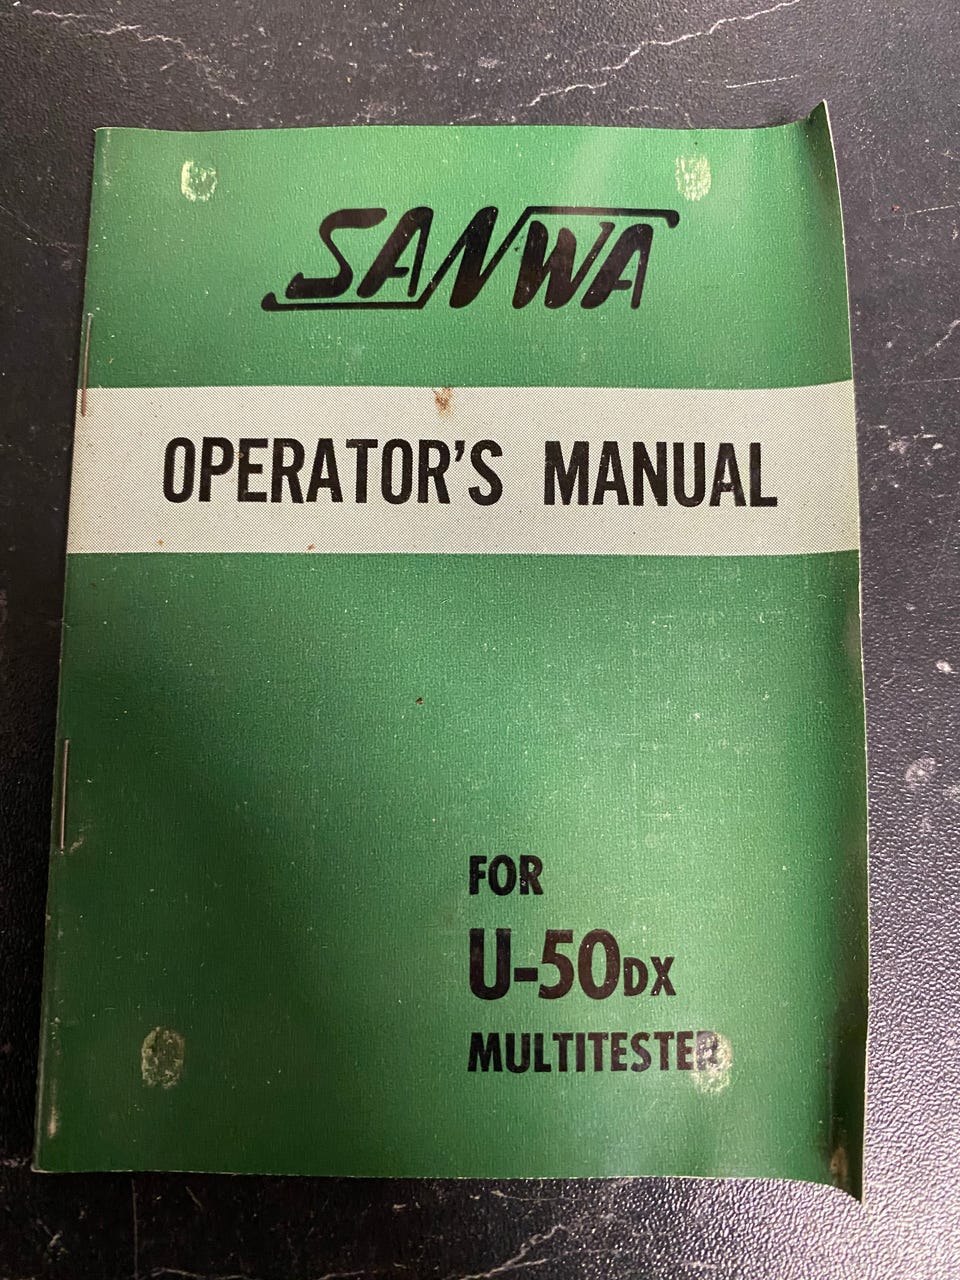 SANWA
OPERATOR'S MANUAL
FOR
U-50DX
MULTITESTER